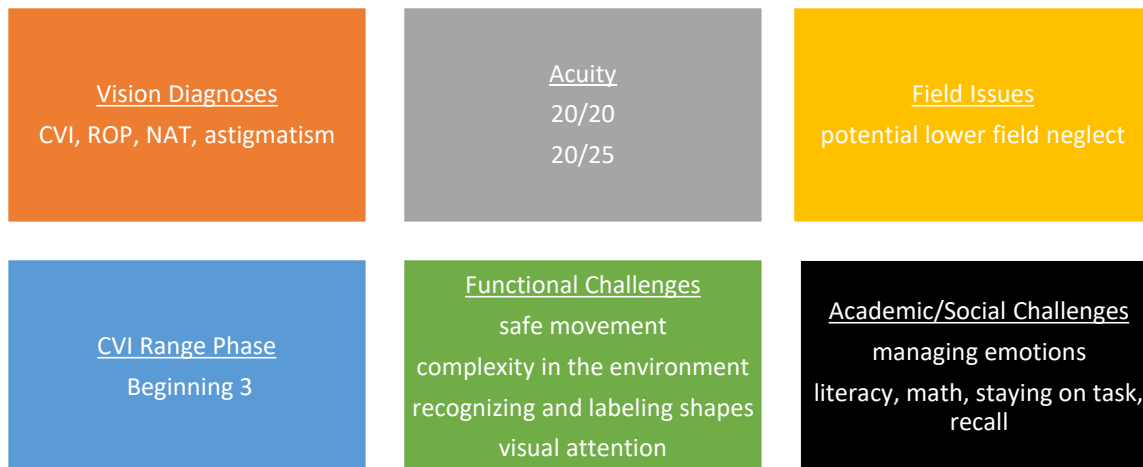 Vision Diagnoses
CVI, ROP, NAT, astigmatism
Acuity
20/20
20/25
Field Issues
potential lower field neglect
CVI Range Phase
Beginning 3
Functional Challenges
safe movement
complexity in the environment
recognizing and labeling shapes
visual attention
Academic/Social Challenges
managing emotions
literacy, math, staying on task,
recall